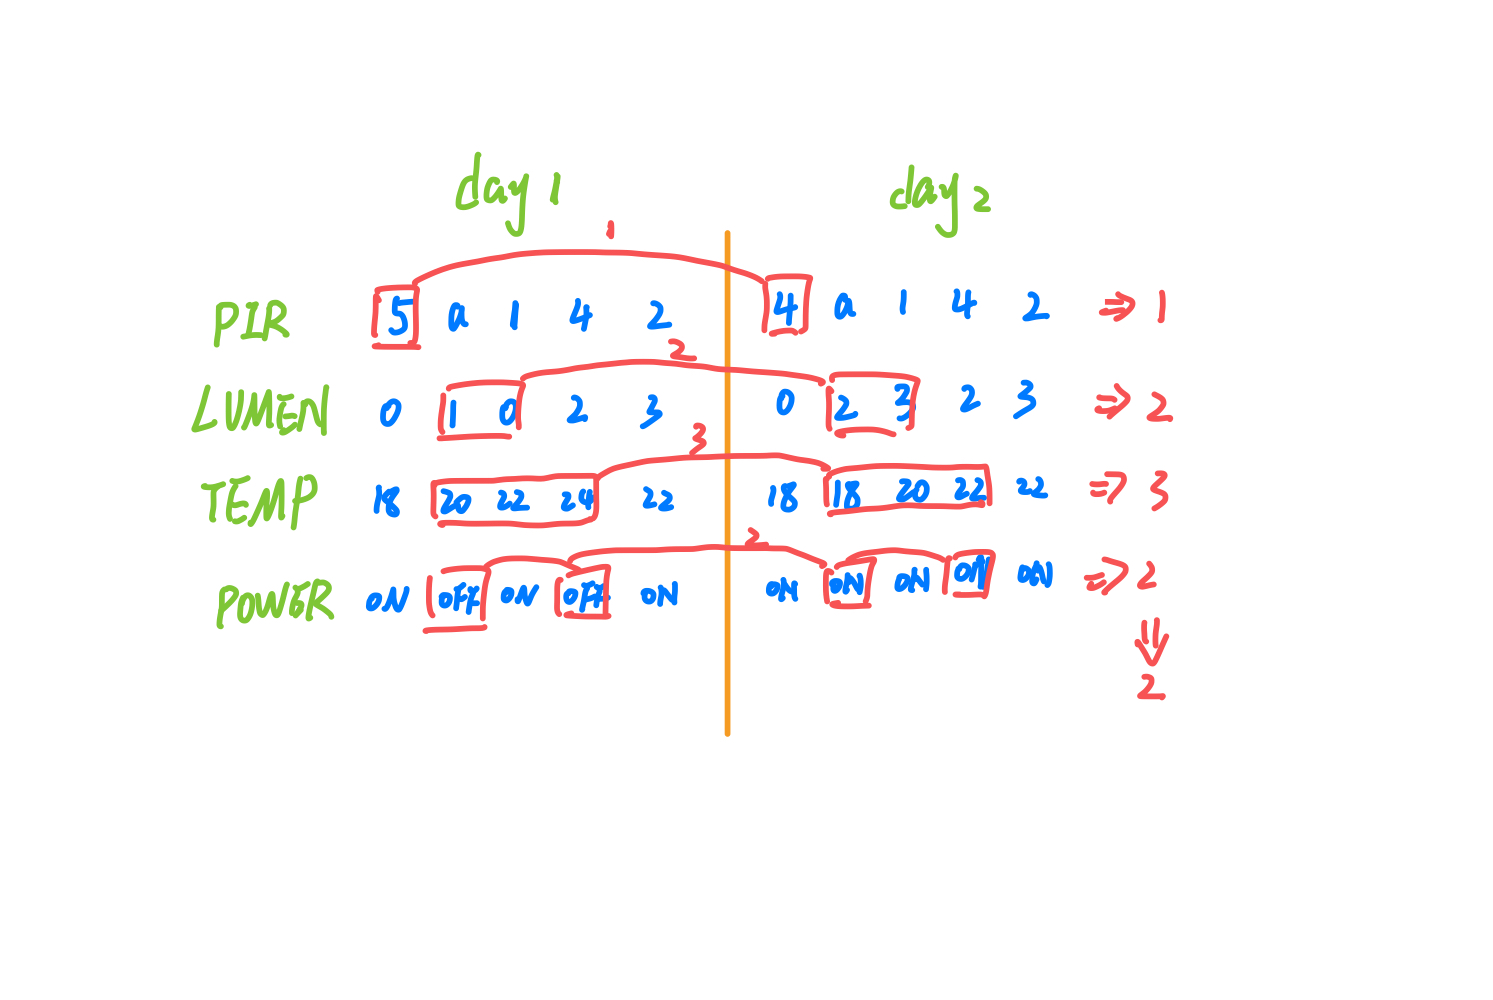 day 1 day 2
1
PIR 5 a 1 4 2 4 a 1 4 2 => 1
2
LUMEN 0 1 0 2 3 0 2 3 2 3 => 2
3
TEMP 18 20 22 24 22 18 18 20 22 22 => 3
2
POWER ON OFF ON OFF ON ON ON ON ON ON => 2
2